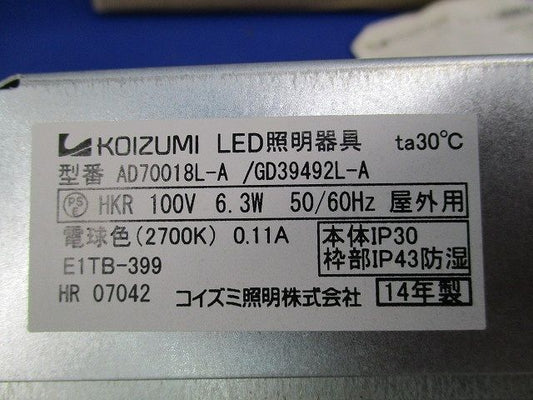 KOIZUMI LED照明器具 ta30℃
型番 AD70018L-A /GD39492L-A
PSE HKR 100V 6.3W 50/60Hz 屋外用
電球色(2700K) 0.11A 本体IP30
枠部IP43防湿
E1TB-399
HR 07042 コイズミ照明株式会社 14年製